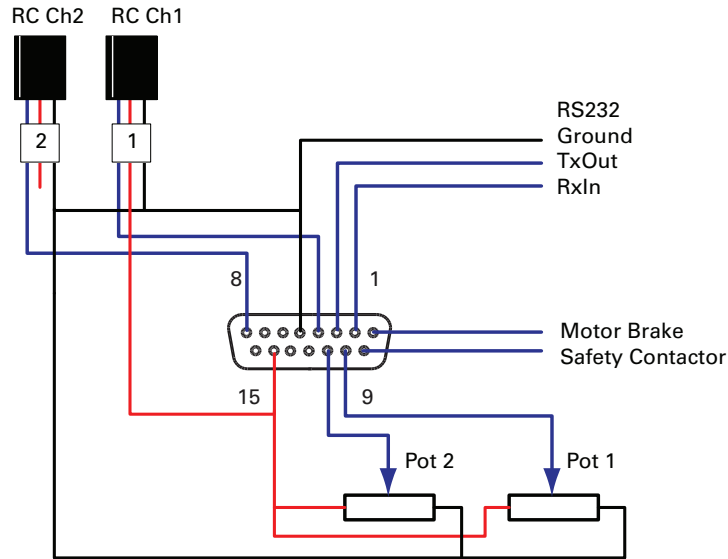 RC Ch2 RC Ch1
2 1
RS232
Ground
TxOut
RxIn
8 1
Motor Brake
Safety Contactor
15 9
Pot 2 Pot 1